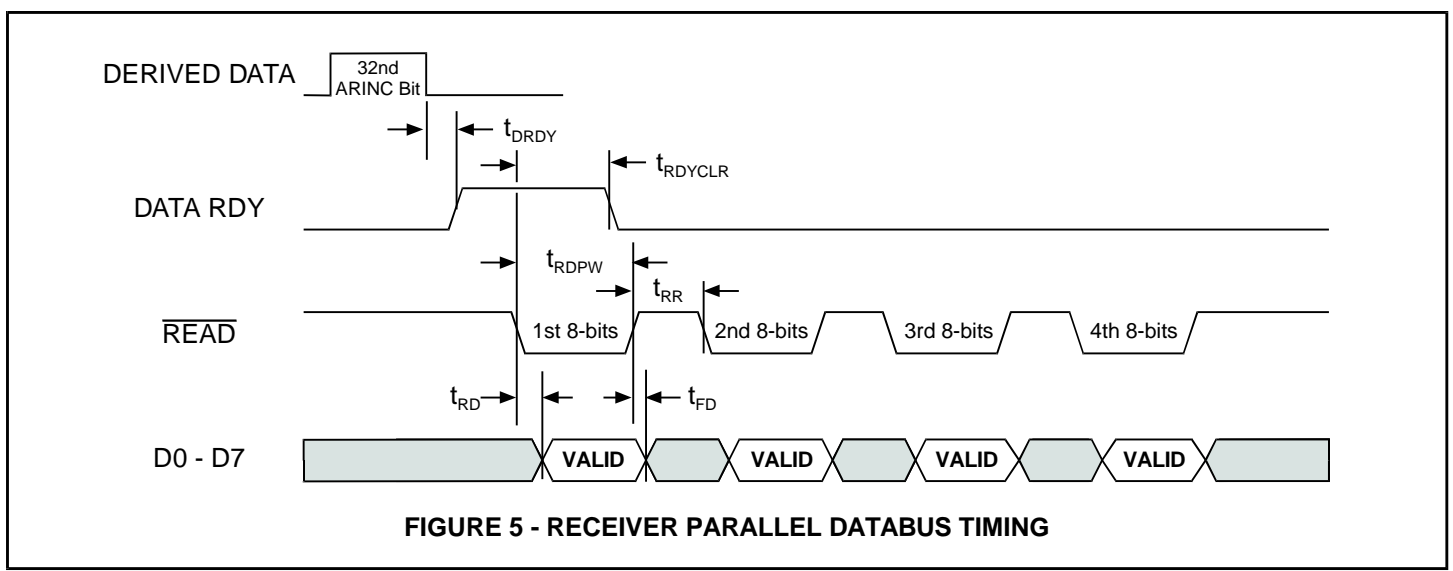 DERIVED DATA
32nd
ARINC Bit
tDRDY
tRDYCLR
DATA RDY
tRDPW
tRR
READ
1st 8-bits
2nd 8-bits
3rd 8-bits
4th 8-bits
tRD
tFD
D0 - D7
VALID
VALID
VALID
VALID
FIGURE 5 - RECEIVER PARALLEL DATABUS TIMING